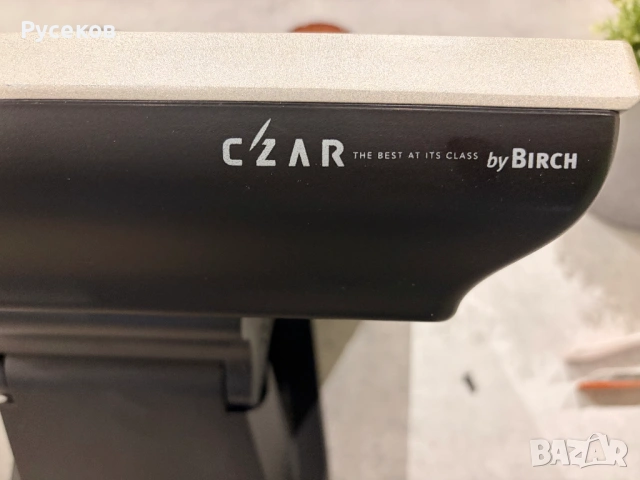 Русеков
CZAR THE BEST AT ITS CLASS by BIRCH
BAZAR